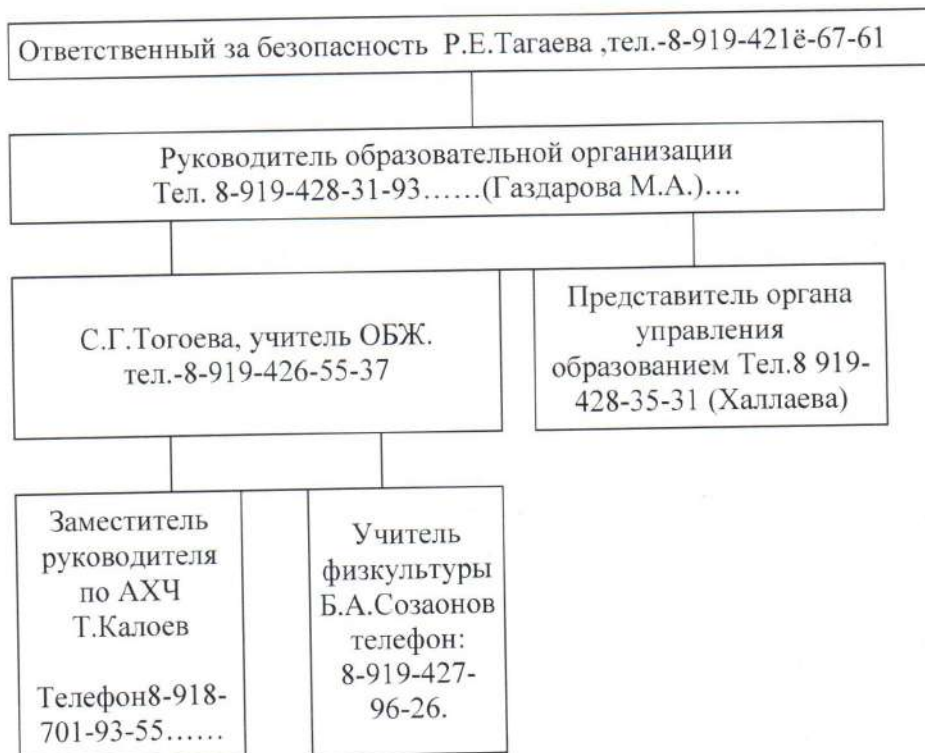 Ответственный за безопасность Р.Е.Тагаева ,тел.-8-919-421ё-67-61
Руководитель образовательной организации
Тел. 8-919-428-31-93……(Газдарова М.А.)….
С.Г.Тогоева, учитель ОБЖ.
тел.-8-919-426-55-37
Представитель органа
управления
образованием Тел.8 919-
428-35-31 (Халлаева)
Заместитель
руководителя
по АХЧ
Т.Калоев
Телефон8-918-
701-93-55……
Учитель
физкультуры
Б.А.Созаонов
телефон:
8-919-427-
96-26.